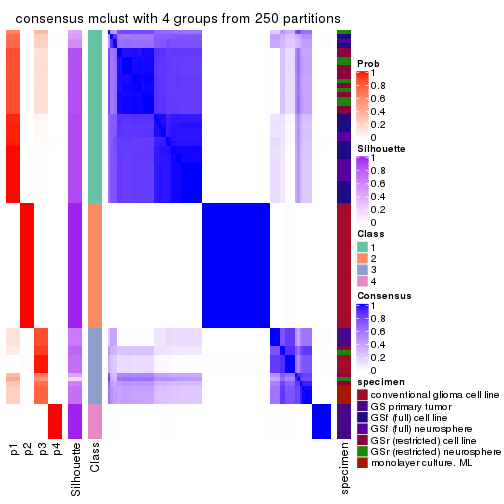 consensus mclust with 4 groups from 250 partitions
Prob
1
0.8
0.6
0.4
0.2
0
Silhouette
1
0.8
0.6
0.4
0.2
0
Class
1
2
3
4
Consensus
1
0.8
0.6
0.4
0.2
0
specimen
conventional glioma cell line
GS primary tumor
GSf (full) cell line
GSf (full) neurosphere
GSr (restricted) cell line
GSr (restricted) neurosphere
monolayer culture. ML
p1
p2
p3
p4
Silhouette
Class
specimen